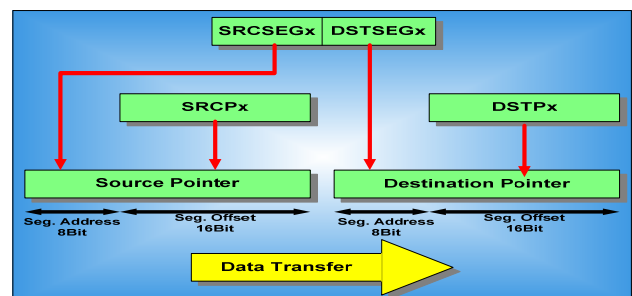 SRCSEGx DSTSEGx
SRCPx DSTPx
Source Pointer Destination Pointer
Seg. Address Seg. Offset Seg. Address Seg. Offset
8Bit 16Bit 8Bit 16Bit
Data Transfer